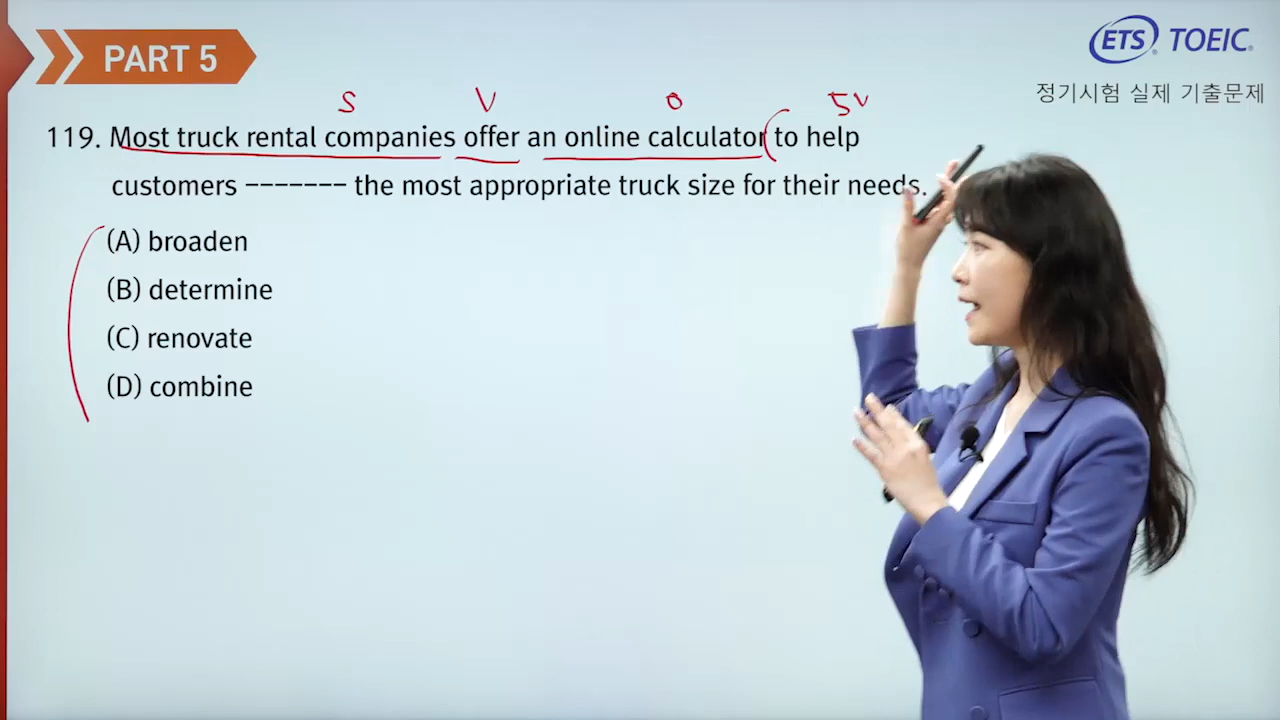 PART 5
ETS TOEIC
정기시험 실제 기출문제
S V O 5V
119. Most truck rental companies offer an online calculator to help
customers ------- the most appropriate truck size for their needs.
(A) broaden
(B) determine
(C) renovate
(D) combine